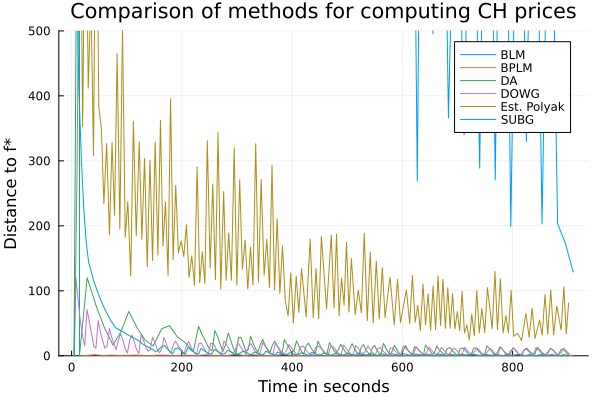 Comparison of methods for computing CH prices
500
400
300
200
100
0
Distance to f*
BLM
BPLM
DA
DOWG
Est. Polyak
SUBG
0
200
400
600
800
Time in seconds